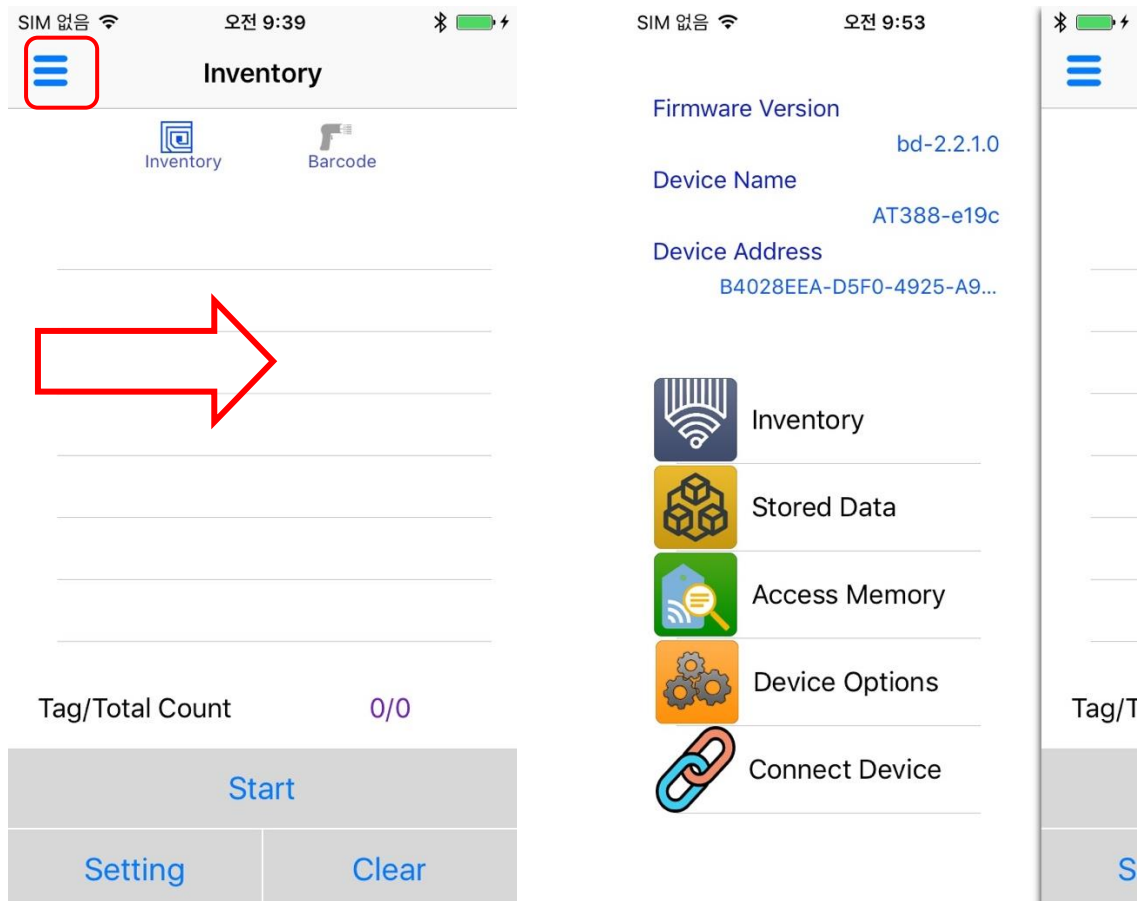 SIM 없음 오전 9:39
Inventory
Inventory Barcode
Tag/Total Count 0/0
Start
Setting Clear
SIM 없음 오전 9:53
Firmware Version
bd-2.2.1.0
Device Name
AT388-e19c
Device Address
B4028EEA-D5F0-4925-A9...
Inventory
Stored Data
Access Memory
Device Options
Connect Device
Tag/T
S